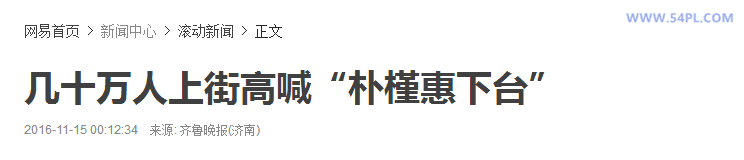 WWW.54PL.COM
网易首页 > 新闻中心 > 滚动新闻 > 正文
几十万人上街高喊“朴槿惠下台”
2016-11-15 00:12:34 来源: 齐鲁晚报(济南)